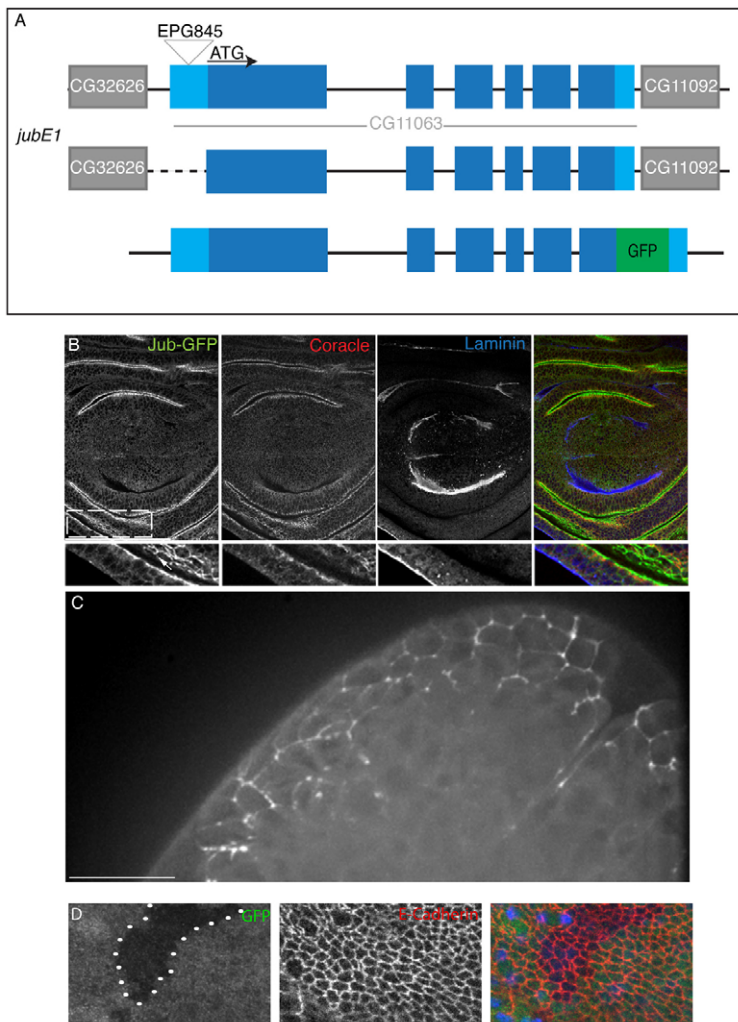 A
EPG845
ATG
CG32626
CG11092
CG11063
jubE1
CG32626
CG11092
GFP
B
Jub-GFP
Coracle
Laminin
C
D
GFP
E-Cadherin